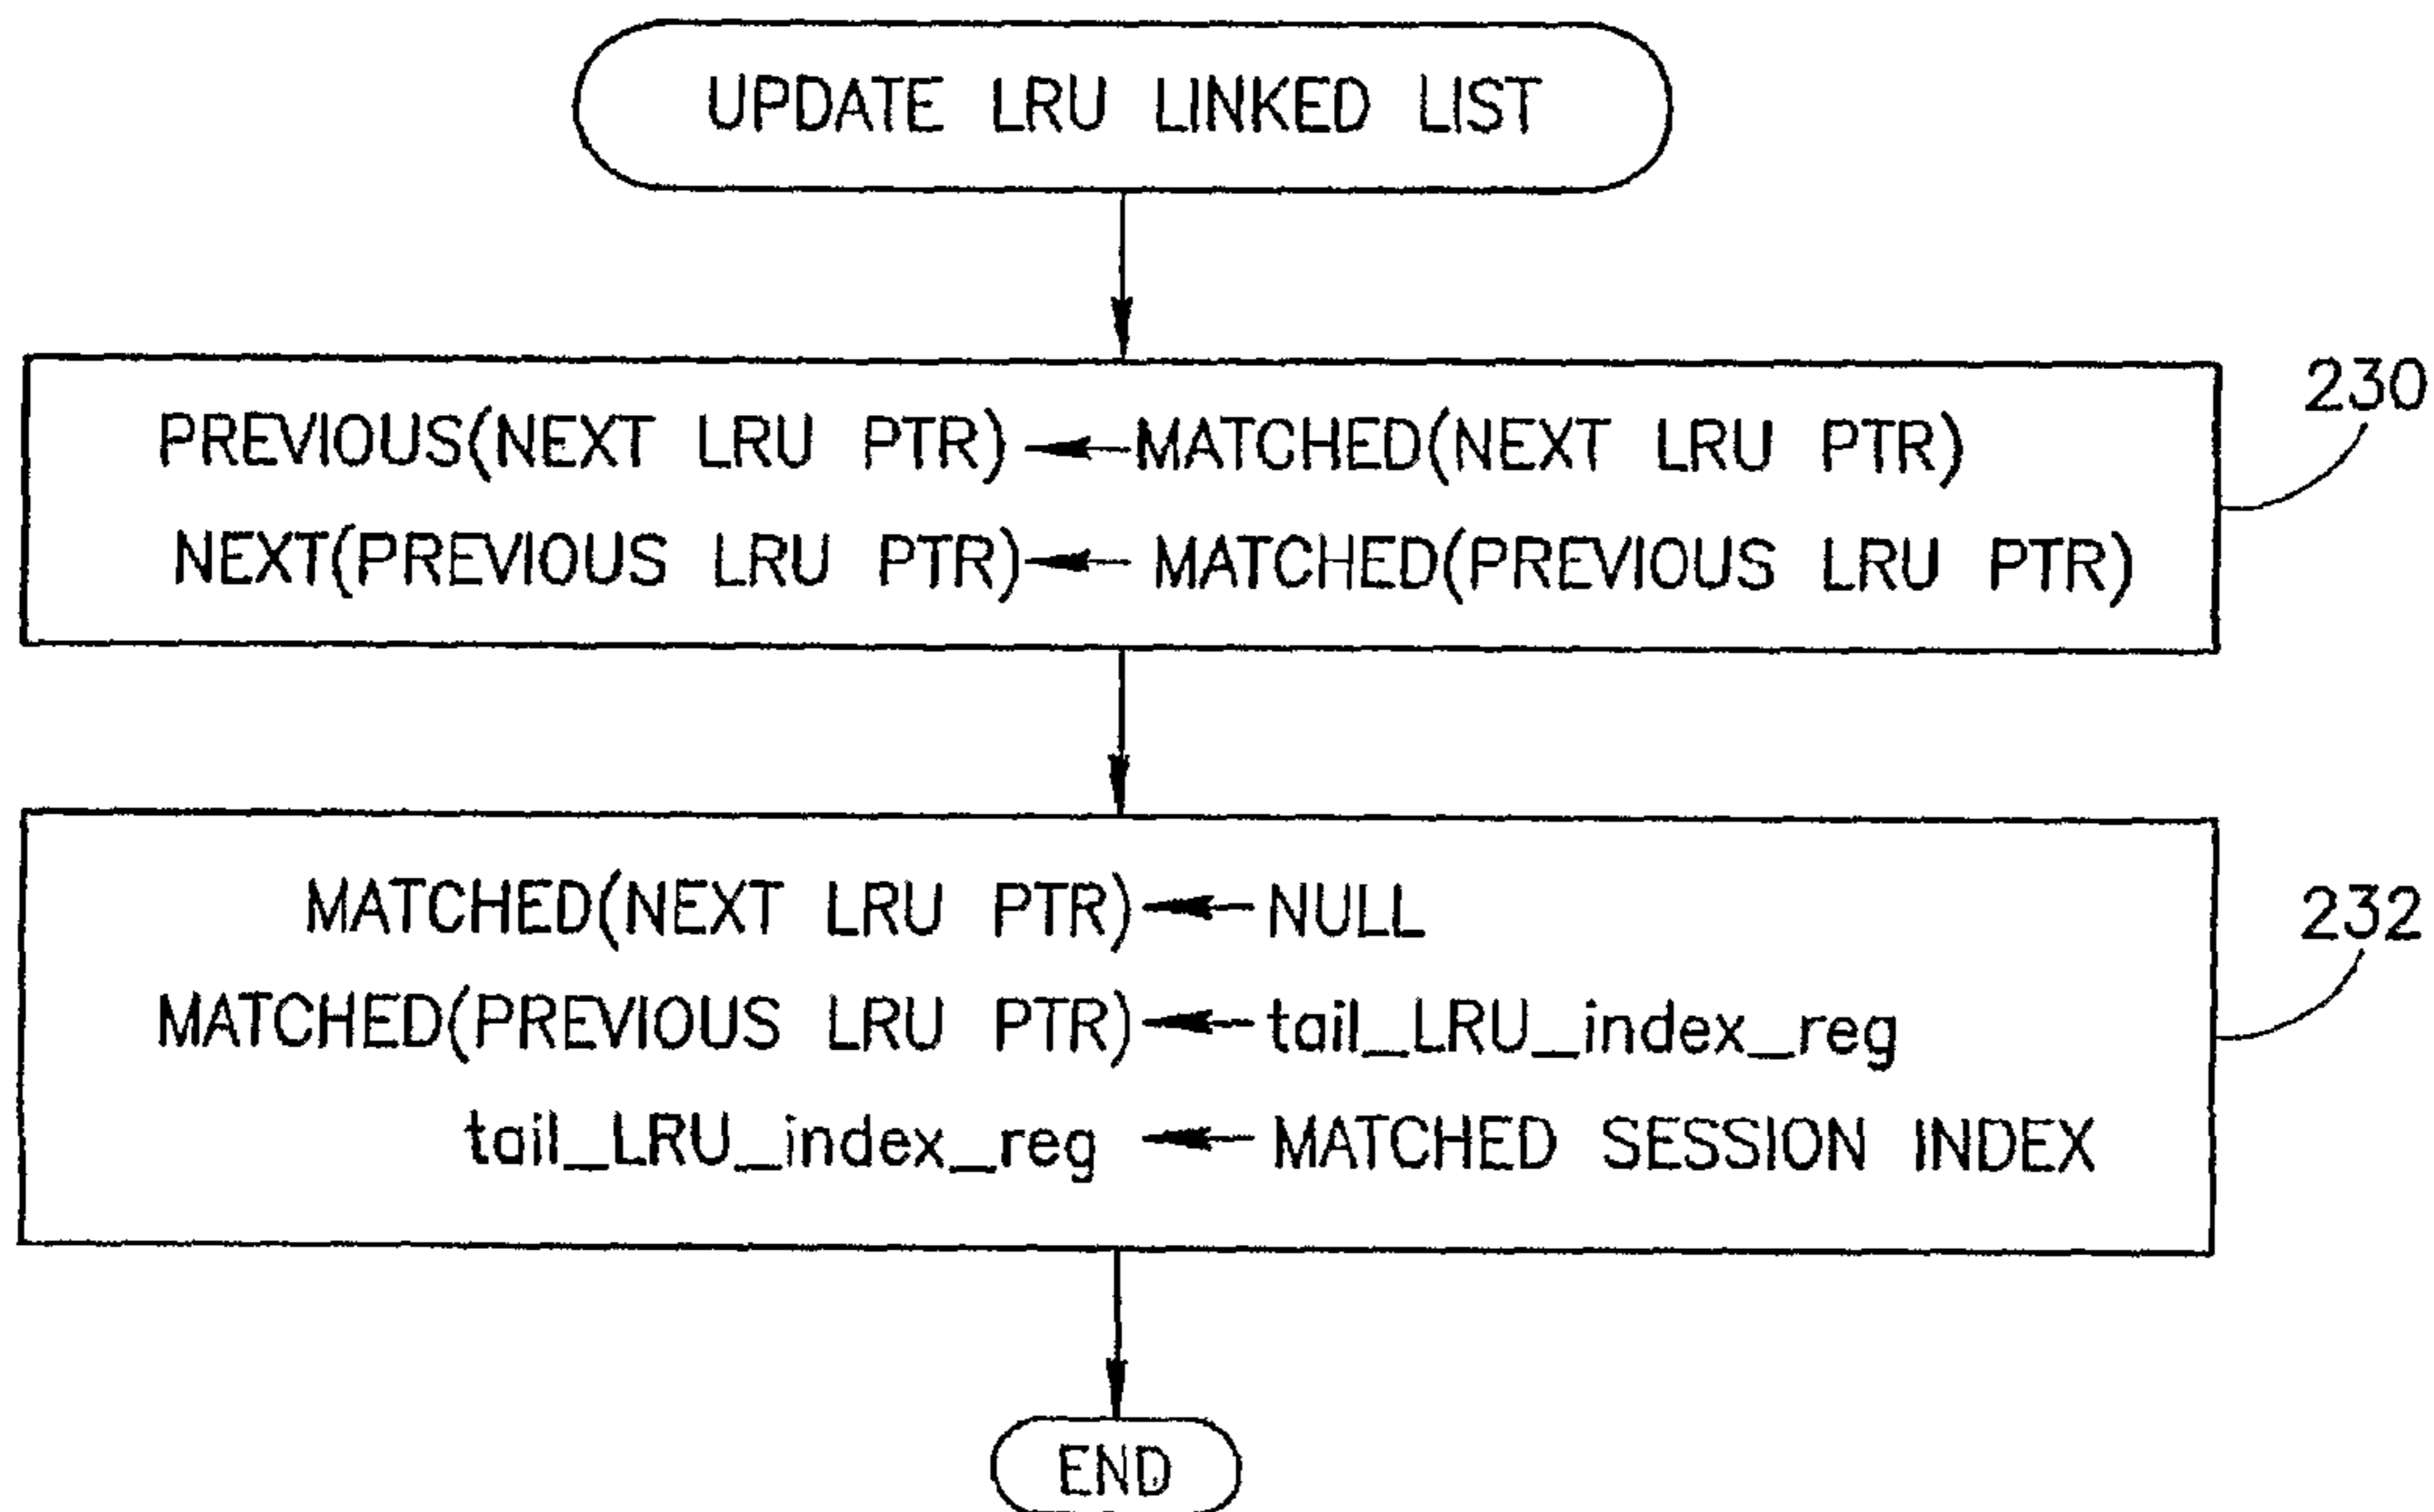 UPDATE LRU LINKED LIST
PREVIOUS(NEXT LRU PTR) ← MATCHED(NEXT LRU PTR)
NEXT(PREVIOUS LRU PTR) ← MATCHED(PREVIOUS LRU PTR)
230
MATCHED(NEXT LRU PTR) ← NULL
MATCHED(PREVIOUS LRU PTR) ← tail_LRU_index_reg
tail_LRU_index_reg ← MATCHED SESSION INDEX
232
END